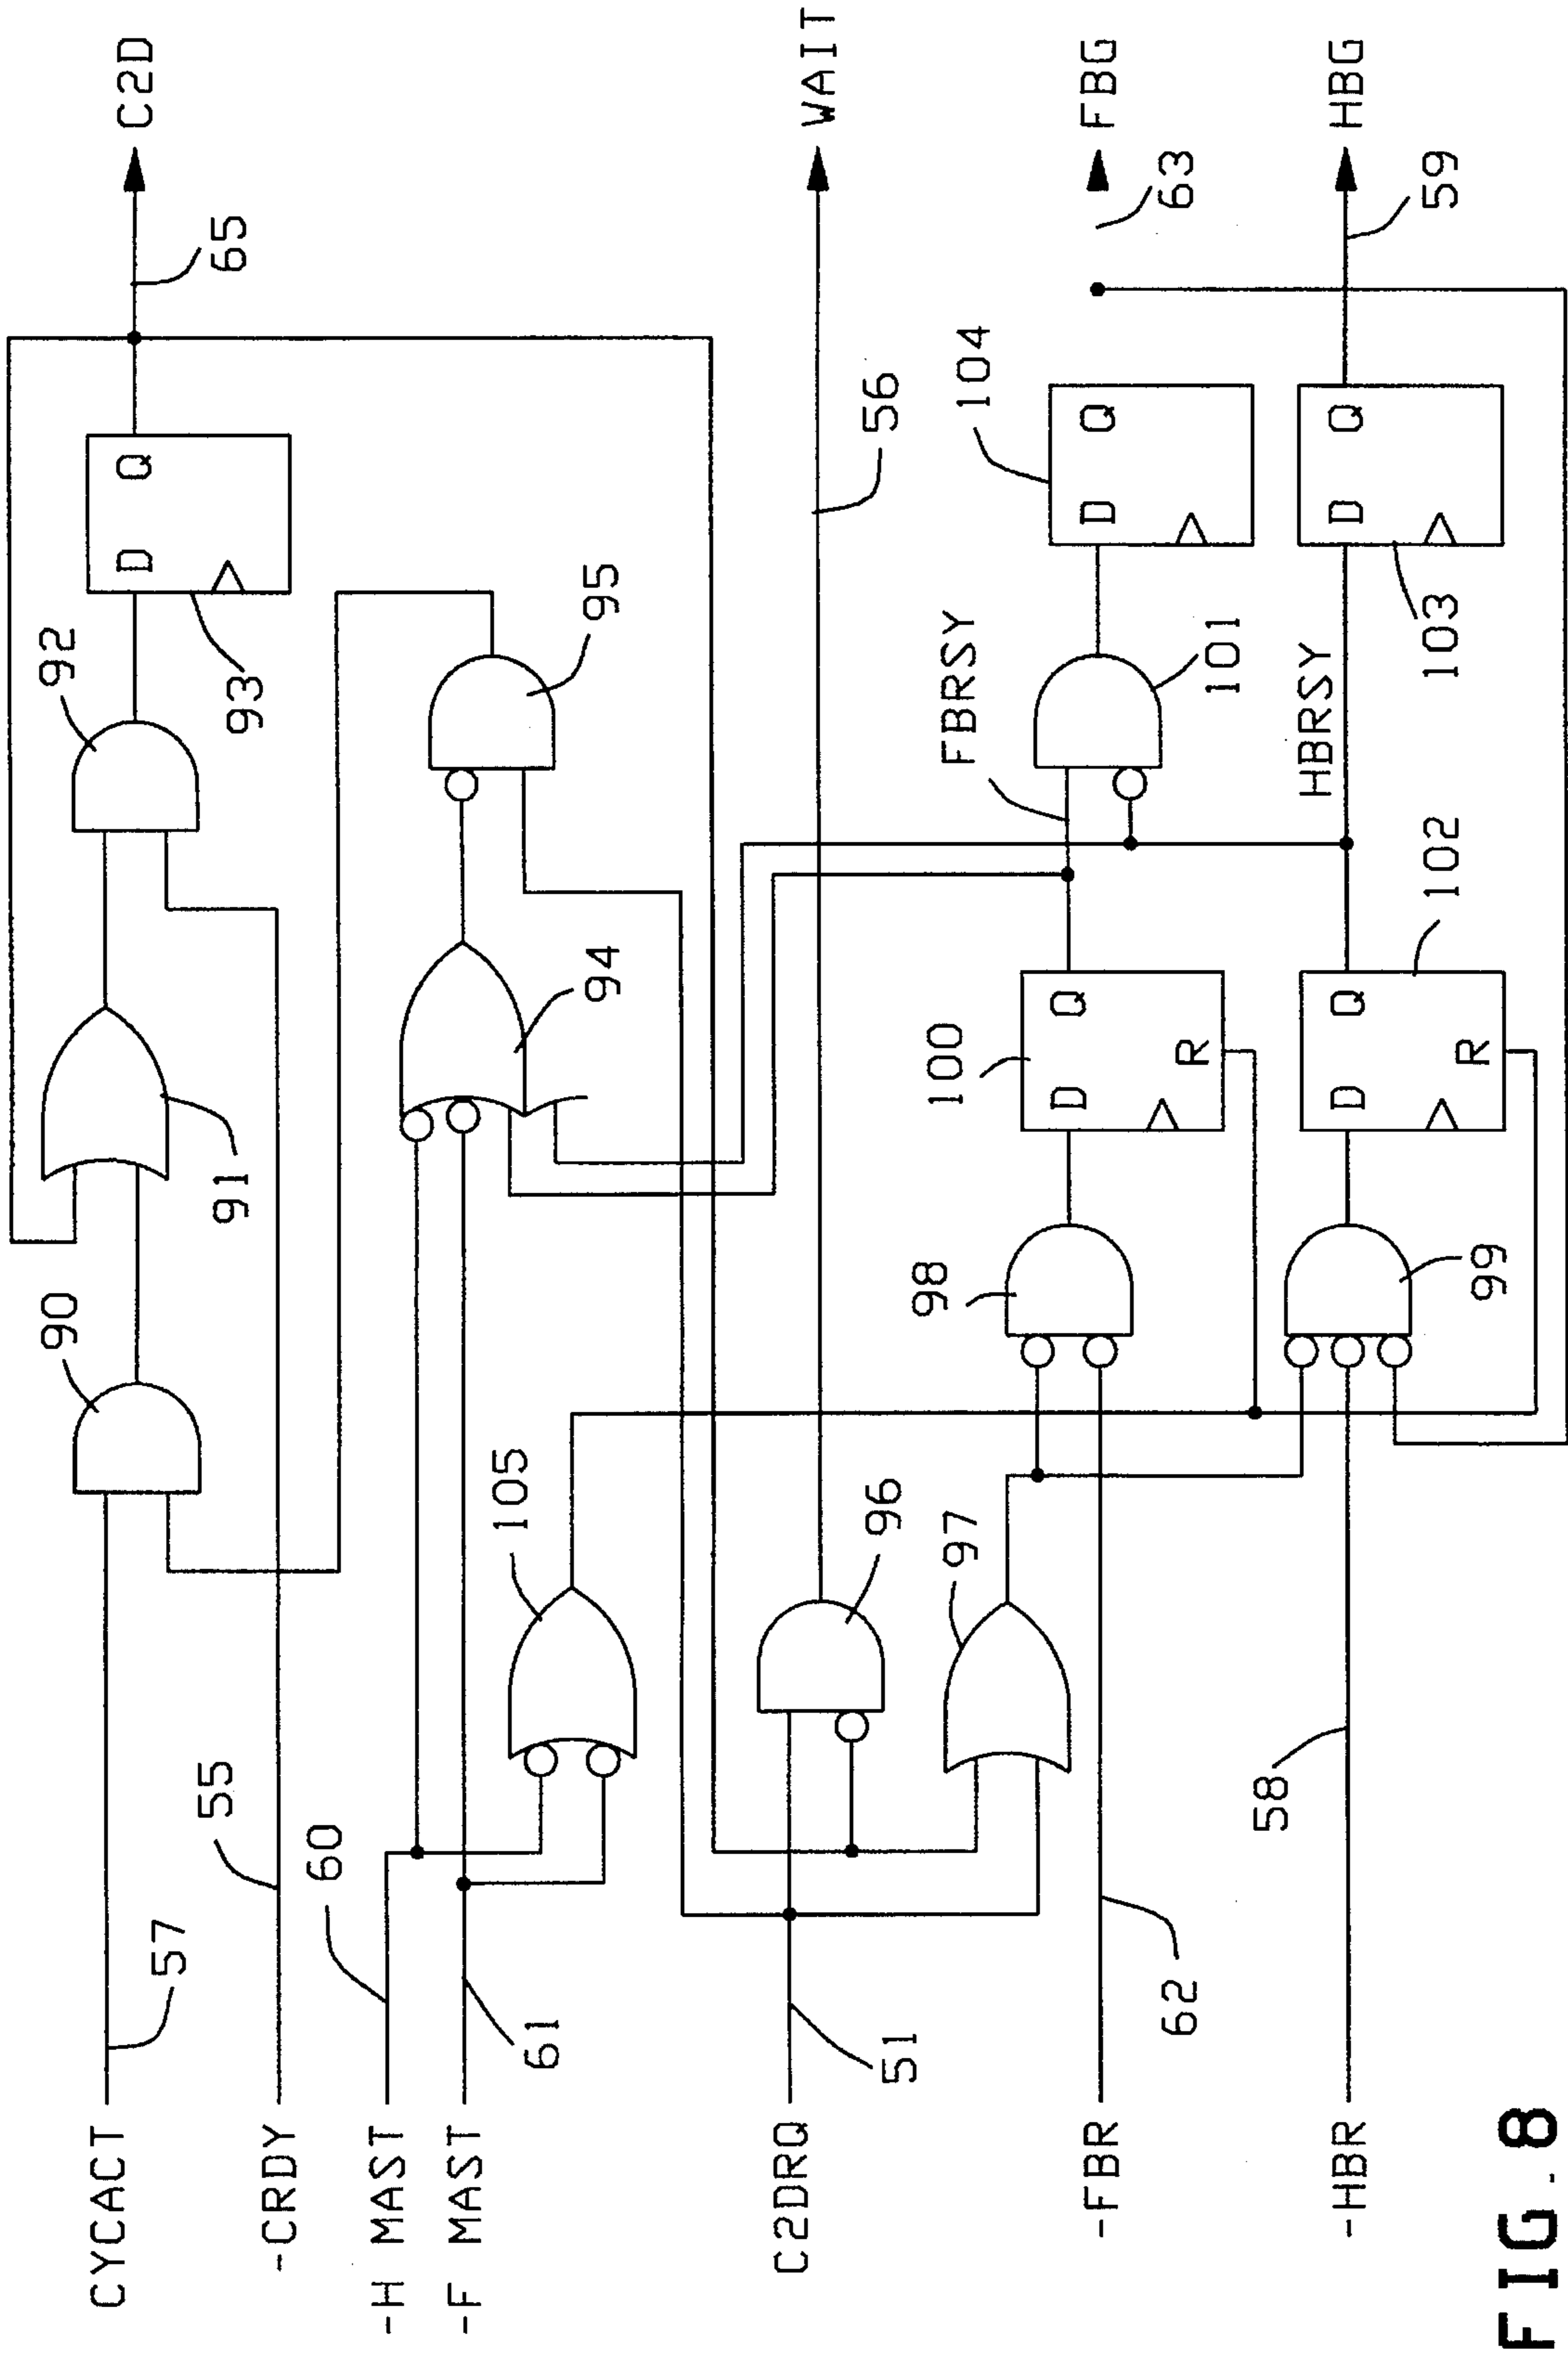 CYCACT
57
-CRDY
55
-H MAST
60
-F MAST
61
C2DRQ
51
-FBR
62
-HBR
58
90
91
92
93
D Q
65
C2D
105
94
95
96
97
56
WAIT
98
99
100
D Q
R
102
D Q
R
FBRSY
HBRSY
101
103
104
D Q
D Q
63
FBG
59
HBG
FIG. 8